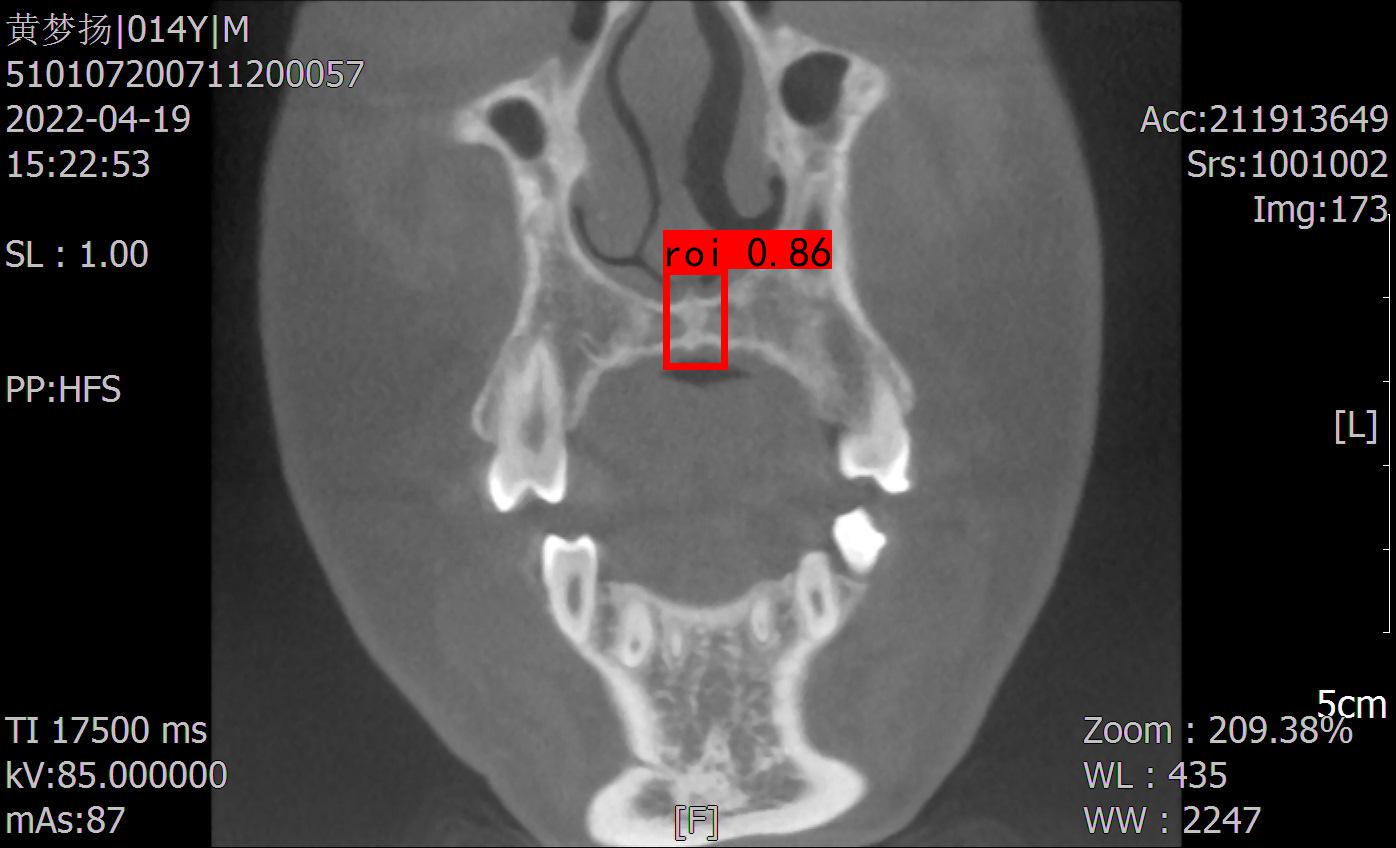 黄梦扬|014Y|M
510107200711200057
2022-04-19
15:22:53
SL : 1.00
PP:HFS
Acc:211913649
Srs:1001002
Img:173
roi 0.86
[L]
5cm
TI 17500 ms
kV:85.000000
mAs:87
[F]
Zoom : 209.38%
WL : 435
WW : 2247